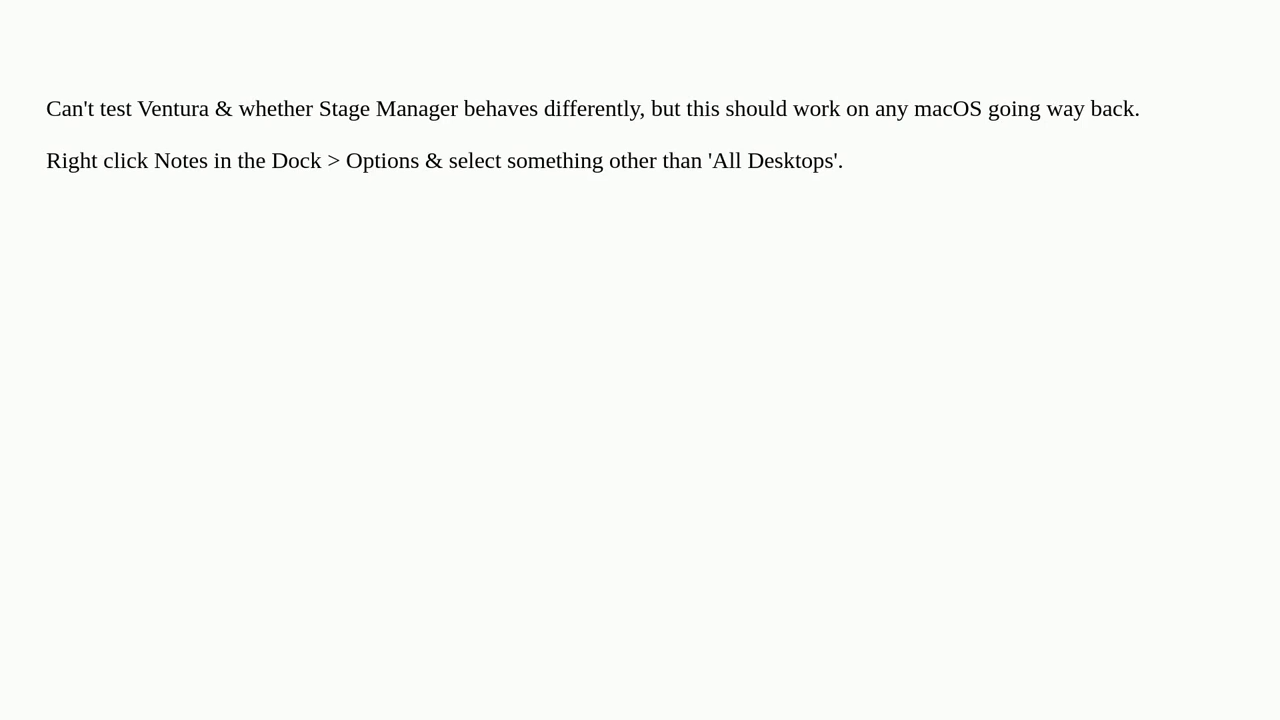 Can't test Ventura & whether Stage Manager behaves differently, but this should work on any macOS going way back.
Right click Notes in the Dock > Options & select something other than 'All Desktops'.